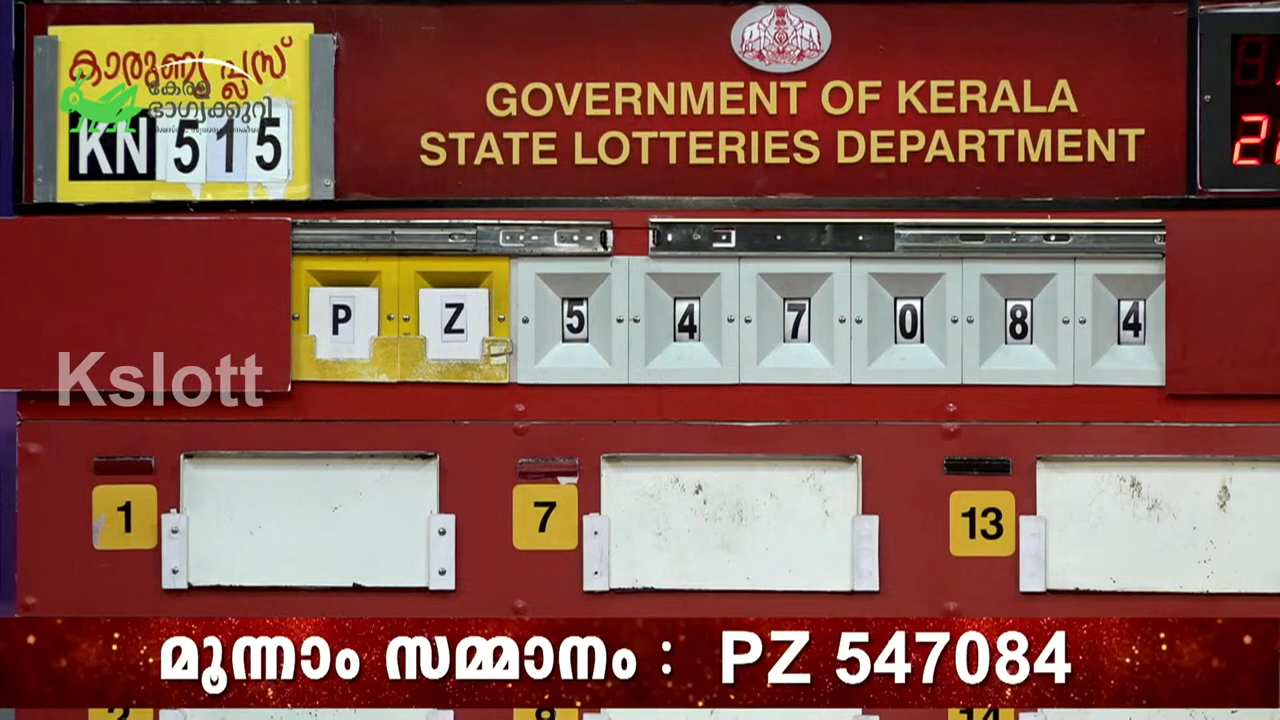 കാരുണ്യ പ്ലസ്
കേരള
ഭാഗ്യക്കുറി
KN 515
GOVERNMENT OF KERALA
STATE LOTTERIES DEPARTMENT
P Z 5 4 7 0 8 4
Kslott
1
7
13
മൂന്നാം സമ്മാനം : PZ 547084